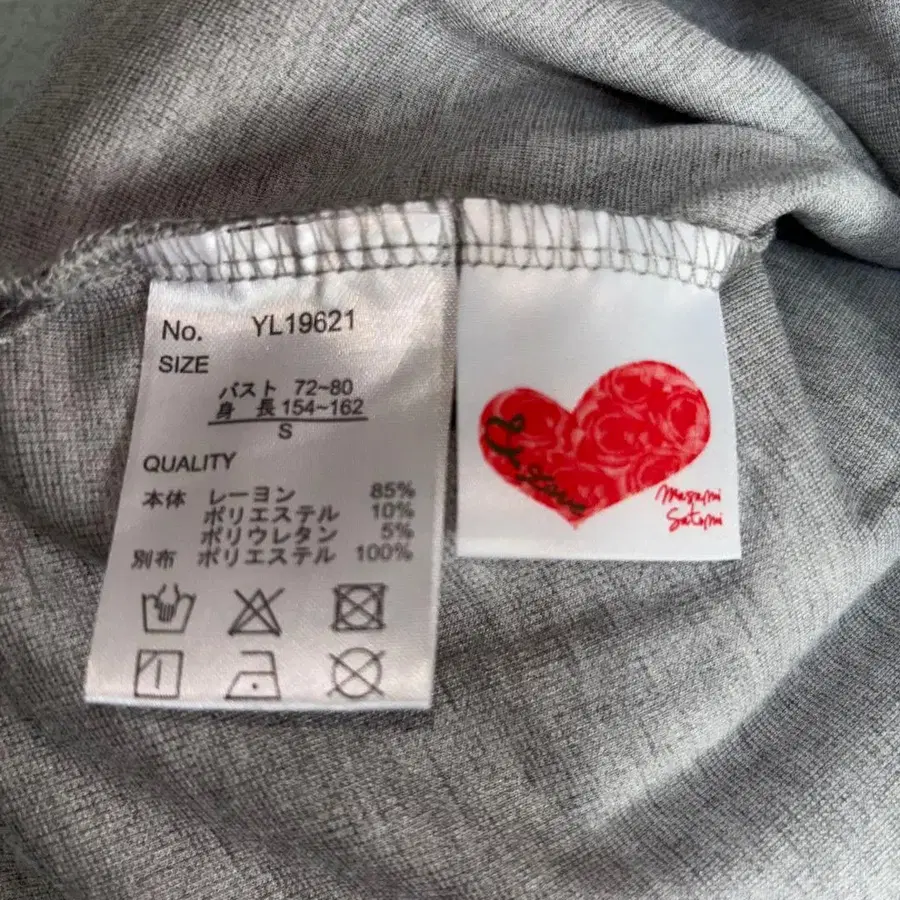 No. YL19621
SIZE
バスト 72~80
身 長 154~162
S
QUALITY
本体 レーヨン 85%
ポリエステル 10%
ポリウレタン 5%
別布 ポリエステル 100%
masami
Satomi